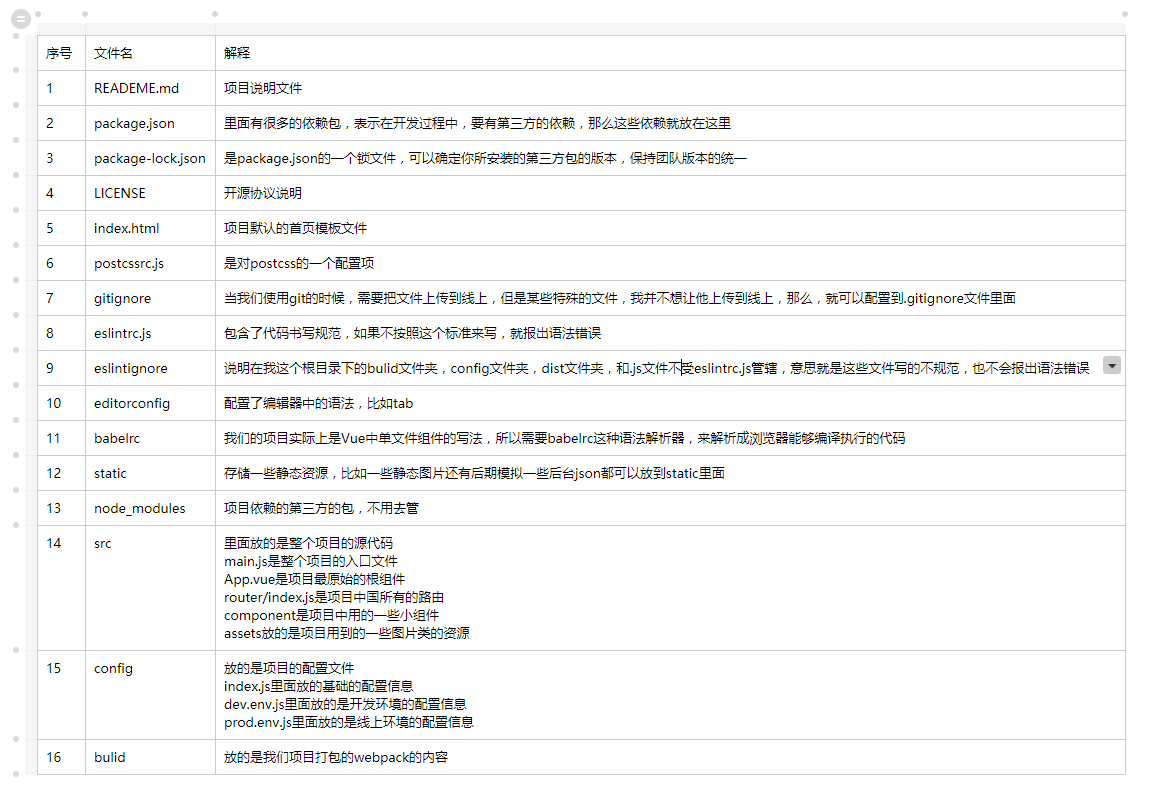 序号 文件名 解释
1 READEME.md 项目说明文件
2 package.json 里面有很多的依赖包，表示在开发过程中，要有第三方的依赖，那么这些依赖就放在这里
3 package-lock.json 是package.json的一个锁文件，可以确定你所安装的第三方包的版本，保持团队版本的统一
4 LICENSE 开源协议说明
5 index.html 项目默认的首页模板文件
6 postcssrc.js 是对postcss的一个配置项
7 gitignore 当我们使用git的时候，需要把文件上传到线上，但是某些特殊的文件，我并不想让他上传到线上，那么，就可以配置到.gitignore文件里面
8 eslintrc.js 包含了代码书写规范，如果不按照这个标准来写，就报出语法错误
9 eslintignore 说明在我这个根目录下的bulid文件夹，config文件夹，dist文件夹，和.js文件不受eslintrc.js管辖，意思就是这些文件写的不规范，也不会报出语法错误
10 editorconfig 配置了编辑器中的语法，比如tab
11 babelrc 我们的项目实际上是Vue中单文件组件的写法，所以需要babelrc这种语法解析器，来解析成浏览器能够编译执行的代码
12 static 存储一些静态资源，比如一些静态图片还有后期模拟一些后台json都可以放到static里面
13 node_modules 项目依赖的第三方的包，不用去管
14 src 里面放的是整个项目的源代码
main.js是整个项目的入口文件
App.vue是项目最原始的根组件
router/index.js是项目中国所有的路由
component是项目中用的一些小组件
assets放的是项目用到的一些图片类的资源
15 config 放的是项目的配置文件
index.js里面放的基础的配置信息
dev.env.js里面放的是开发环境的配置信息
prod.env.js里面放的是线上环境的配置信息
16 bulid 放的是我们项目打包的webpack的内容